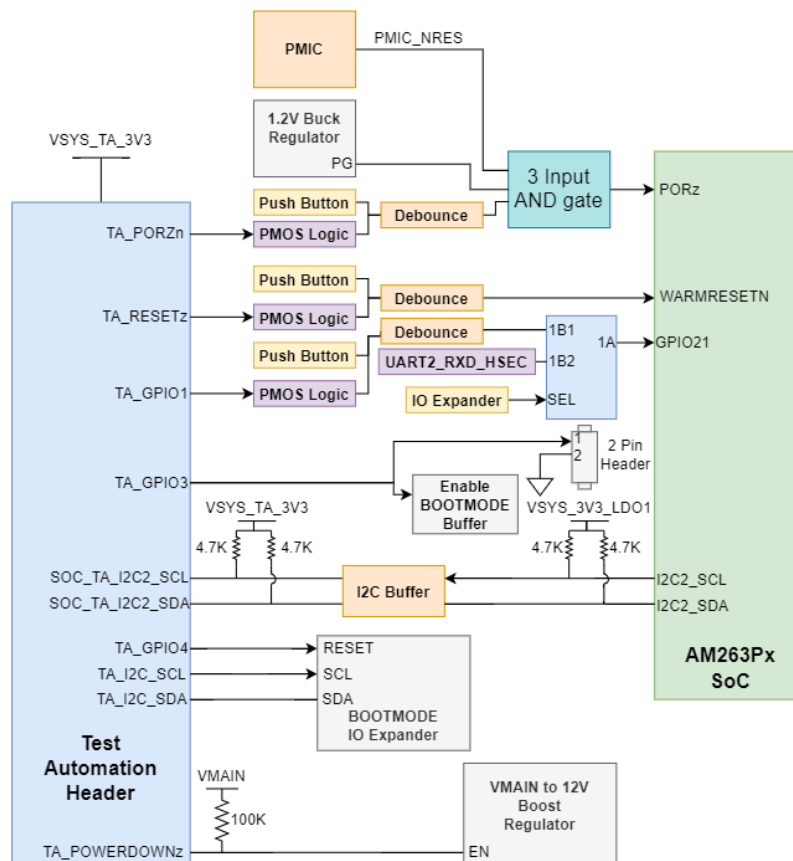 PMIC
PMIC_NRES
1.2V Buck
Regulator
PG
VSYS_TA_3V3
3 Input
AND gate
PORz
Push Button
Debounce
TA_PORZn
PMOS Logic
Push Button
Debounce
WARMRESETN
TA_RESETz
PMOS Logic
Debounce
1B1
1A
GPIO21
Push Button
UART2_RXD_HSEC
1B2
TA_GPIO1
PMOS Logic
IO Expander
SEL
1
2
2 Pin
Header
TA_GPIO3
Enable
BOOTMODE
Buffer
VSYS_TA_3V3
VSYS_3V3_LDO1
4.7K
4.7K
4.7K
4.7K
SOC_TA_I2C2_SCL
I2C Buffer
I2C2_SCL
SOC_TA_I2C2_SDA
I2C2_SDA
TA_GPIO4
RESET
TA_I2C_SCL
SCL
TA_I2C_SDA
SDA
BOOTMODE
IO Expander
AM263Px
SoC
Test
Automation
Header
VMAIN
100K
VMAIN to 12V
Boost
Regulator
TA_POWERDOWNz
EN